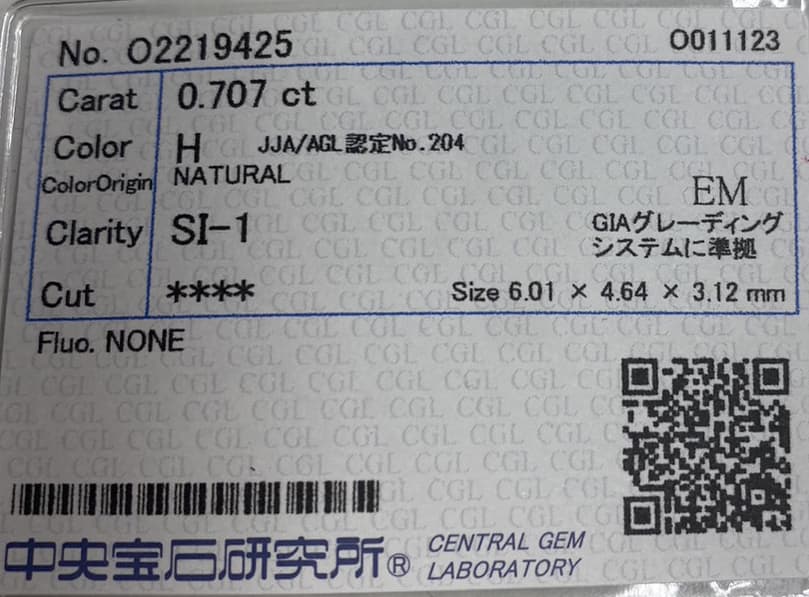 No. O2219425
O011123
Carat 0.707 ct
Color H JJA/AGL認定No.204
ColorOrigin NATURAL
EM
Clarity SI-1
GIAグレーディング
システムに準拠
Cut **** Size 6.01 × 4.64 × 3.12 mm
Fluo. NONE
中央宝石研究所® CENTRAL GEM
LABORATORY